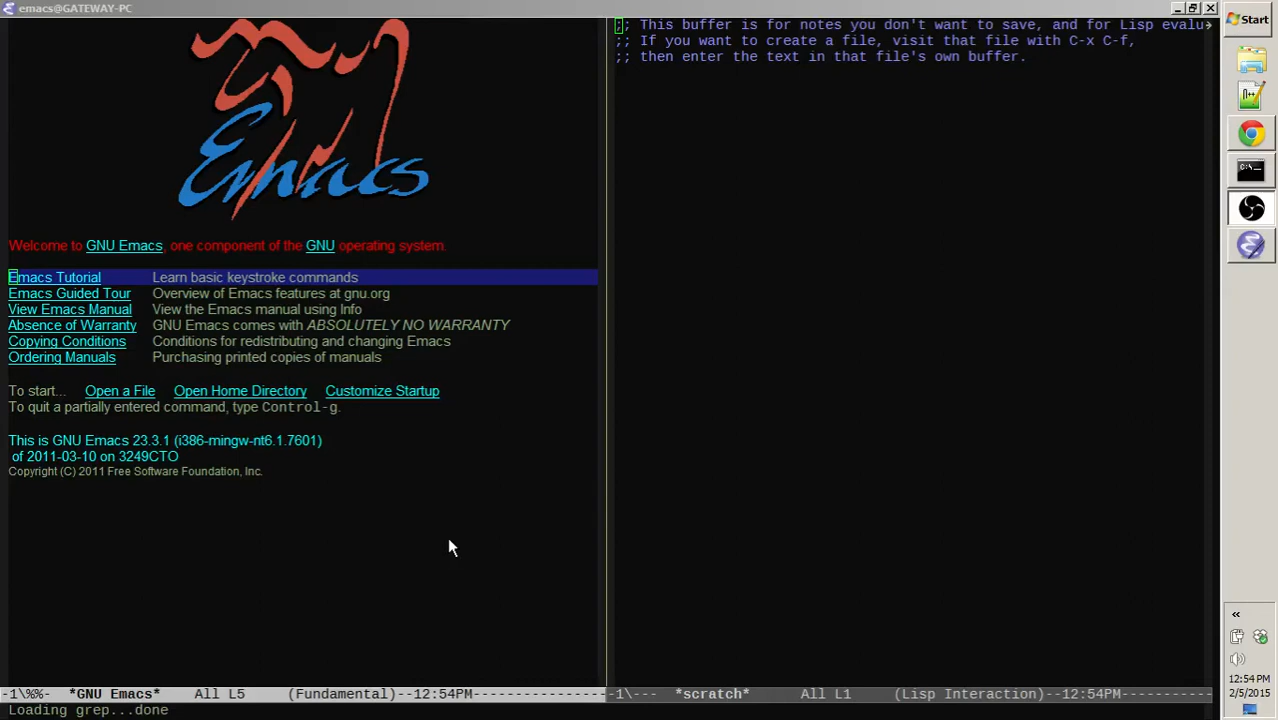 emacs@GATEWAY-PC
Emacs
Welcome to GNU Emacs, one component of the GNU operating system.
Emacs Tutorial Learn basic keystroke commands
Emacs Guided Tour Overview of Emacs features at gnu.org
View Emacs Manual View the Emacs manual using Info
Absence of Warranty GNU Emacs comes with ABSOLUTELY NO WARRANTY
Copying Conditions Conditions for redistributing and changing Emacs
Ordering Manuals Purchasing printed copies of manuals
To start... Open a File Open Home Directory Customize Startup
To quit a partially entered command, type Control-g.
This is GNU Emacs 23.3.1 (i386-mingw-nt6.1.7601)
of 2011-03-10 on 3249CTO
Copyright (C) 2011 Free Software Foundation, Inc.
-1\%%- *GNU Emacs* All L5 (Fundamental)--12:54PM----------------
Loading grep...done
;; This buffer is for notes you don't want to save, and for Lisp evalu
;; If you want to create a file, visit that file with C-x C-f,
;; then enter the text in that file's own buffer.
-1\--- *scratch* All L1 (Lisp Interaction)--12:54PM-----------
Start
C:\
12:54 PM
2/5/2015